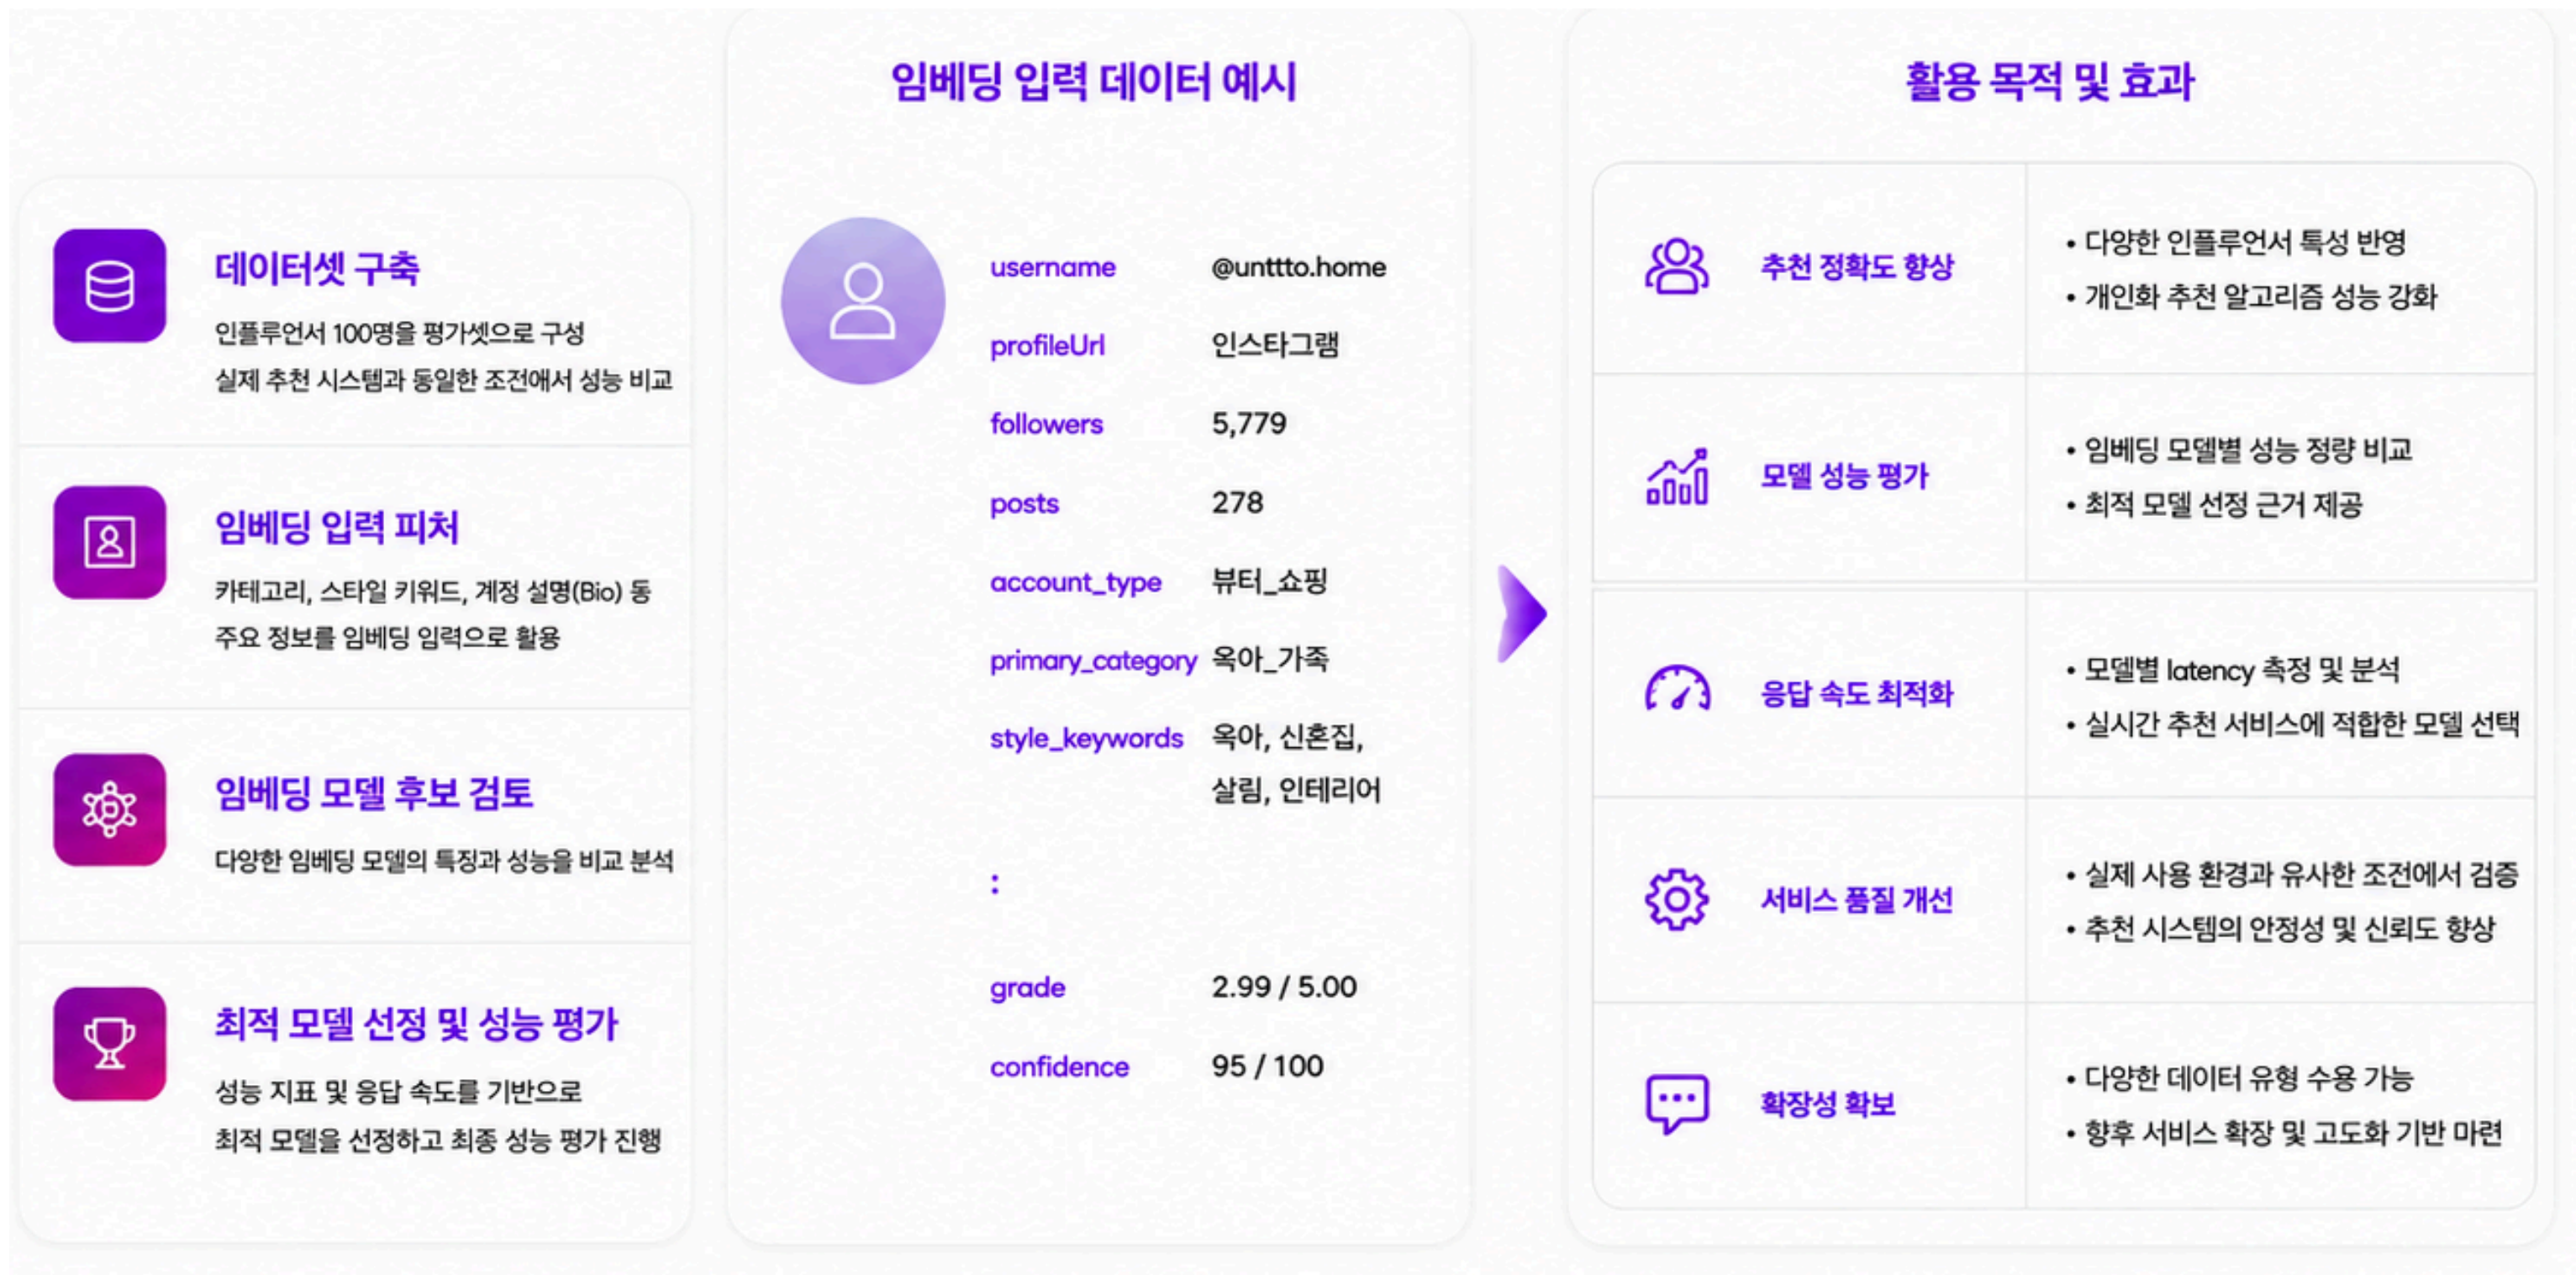 데이터셋 구축
인플루언서 100명을 평가셋으로 구성
실제 추천 시스템과 동일한 조전애서 성능 비교
임베딩 입력 피처
카테고리, 스타일 키워드, 계정 설명(Bio) 동
주요 정보를 임베딩 임력으로 활용
임베딩 모델 후보 검토
다양한 임베딩 모델의 특징과 성능을 비교 분석
최적 모델 선정 및 성능 평가
성능 지표 및 응답 속도를 기반으로
최적 모델을 선정하고 최종 성능 평가 진행
임베딩 입력 데이터 예시
username @unttto.home
profileUrl 인스타그램
followers 5,779
posts 278
account_type 뷰터_쇼핑
primary_category 옥아_가족
style_keywords 옥아, 신혼집,
살림, 인테리어
:
grade 2.99 / 5.00
confidence 95 / 100
활용 목적 및 효과
추천 정확도 향상
• 다양한 인플루언서 특성 반영
• 개인화 추천 알고리즘 성능 강화
모델 성능 평가
• 임베딩 모델별 성능 정량 비교
• 최적 모델 선정 근거 제공
응답 속도 최적화
• 모델별 latency 측정 및 분석
• 실시간 추천 서비스에 적합한 모델 선택
서비스 품질 개선
• 실제 사용 환경과 유사한 조전에서 검증
• 추천 시스템의 안정성 및 신뢰도 향상
확장성 확보
• 다양한 데이터 유형 수용 가능
• 향후 서비스 확장 및 고도화 기반 마련